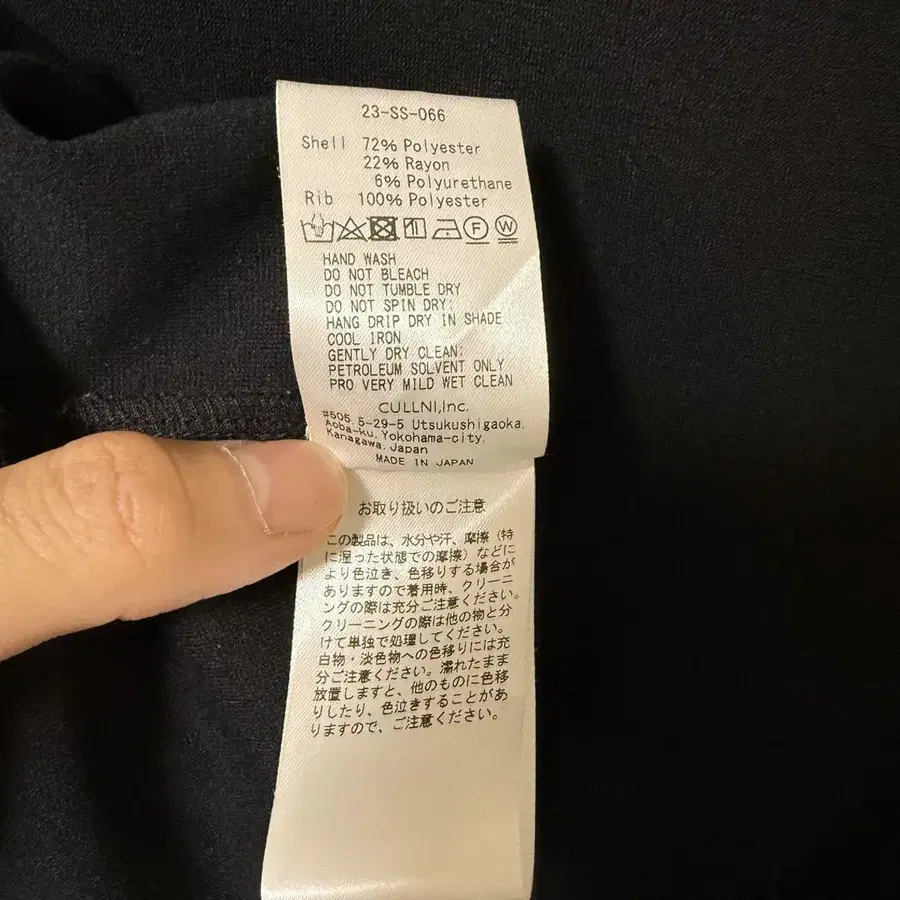 23-SS-066
Shell 72% Polyester
22% Rayon
6% Polyurethane
Rib 100% Polyester
F W
HAND WASH
DO NOT BLEACH
DO NOT TUMBLE DRY
DO NOT SPIN DRY;
HANG DRIP DRY IN SHADE
COOL IRON
GENTLY DRY CLEAN;
PETROLEUM SOLVENT ONLY
PRO VERY MILD WET CLEAN
CULLNI,Inc.
#505,5-29-5 Utsukushigaoka,
Aoba-ku, Yokohama-city,
Kanagawa, Japan
MADE IN JAPAN
お取り扱いのご注意
この製品は、水分や汗、摩擦（特
に湿った状態での摩擦）などに
より色泣き、色移りする場合が
ありますので着用時、クリーニ
ングの際は充分ご注意ください。
クリーニングの際は他の物と分
けて単独で処理してください。
白物・淡色物への色移りには充
分ご注意ください。濡れたまま
放置しますと、他のものに色移
りしたり、色泣きすることがあ
りますので、ご注意ください。